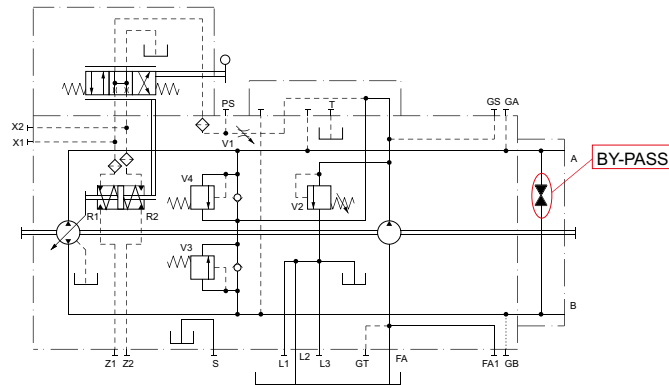 PS
T
GS GA
X2
V1
X1
A
BY-PASS
V4
V2
R1 R2
V3
B
Z1 Z2 S L1 L2 L3 GT FA FA1 GB